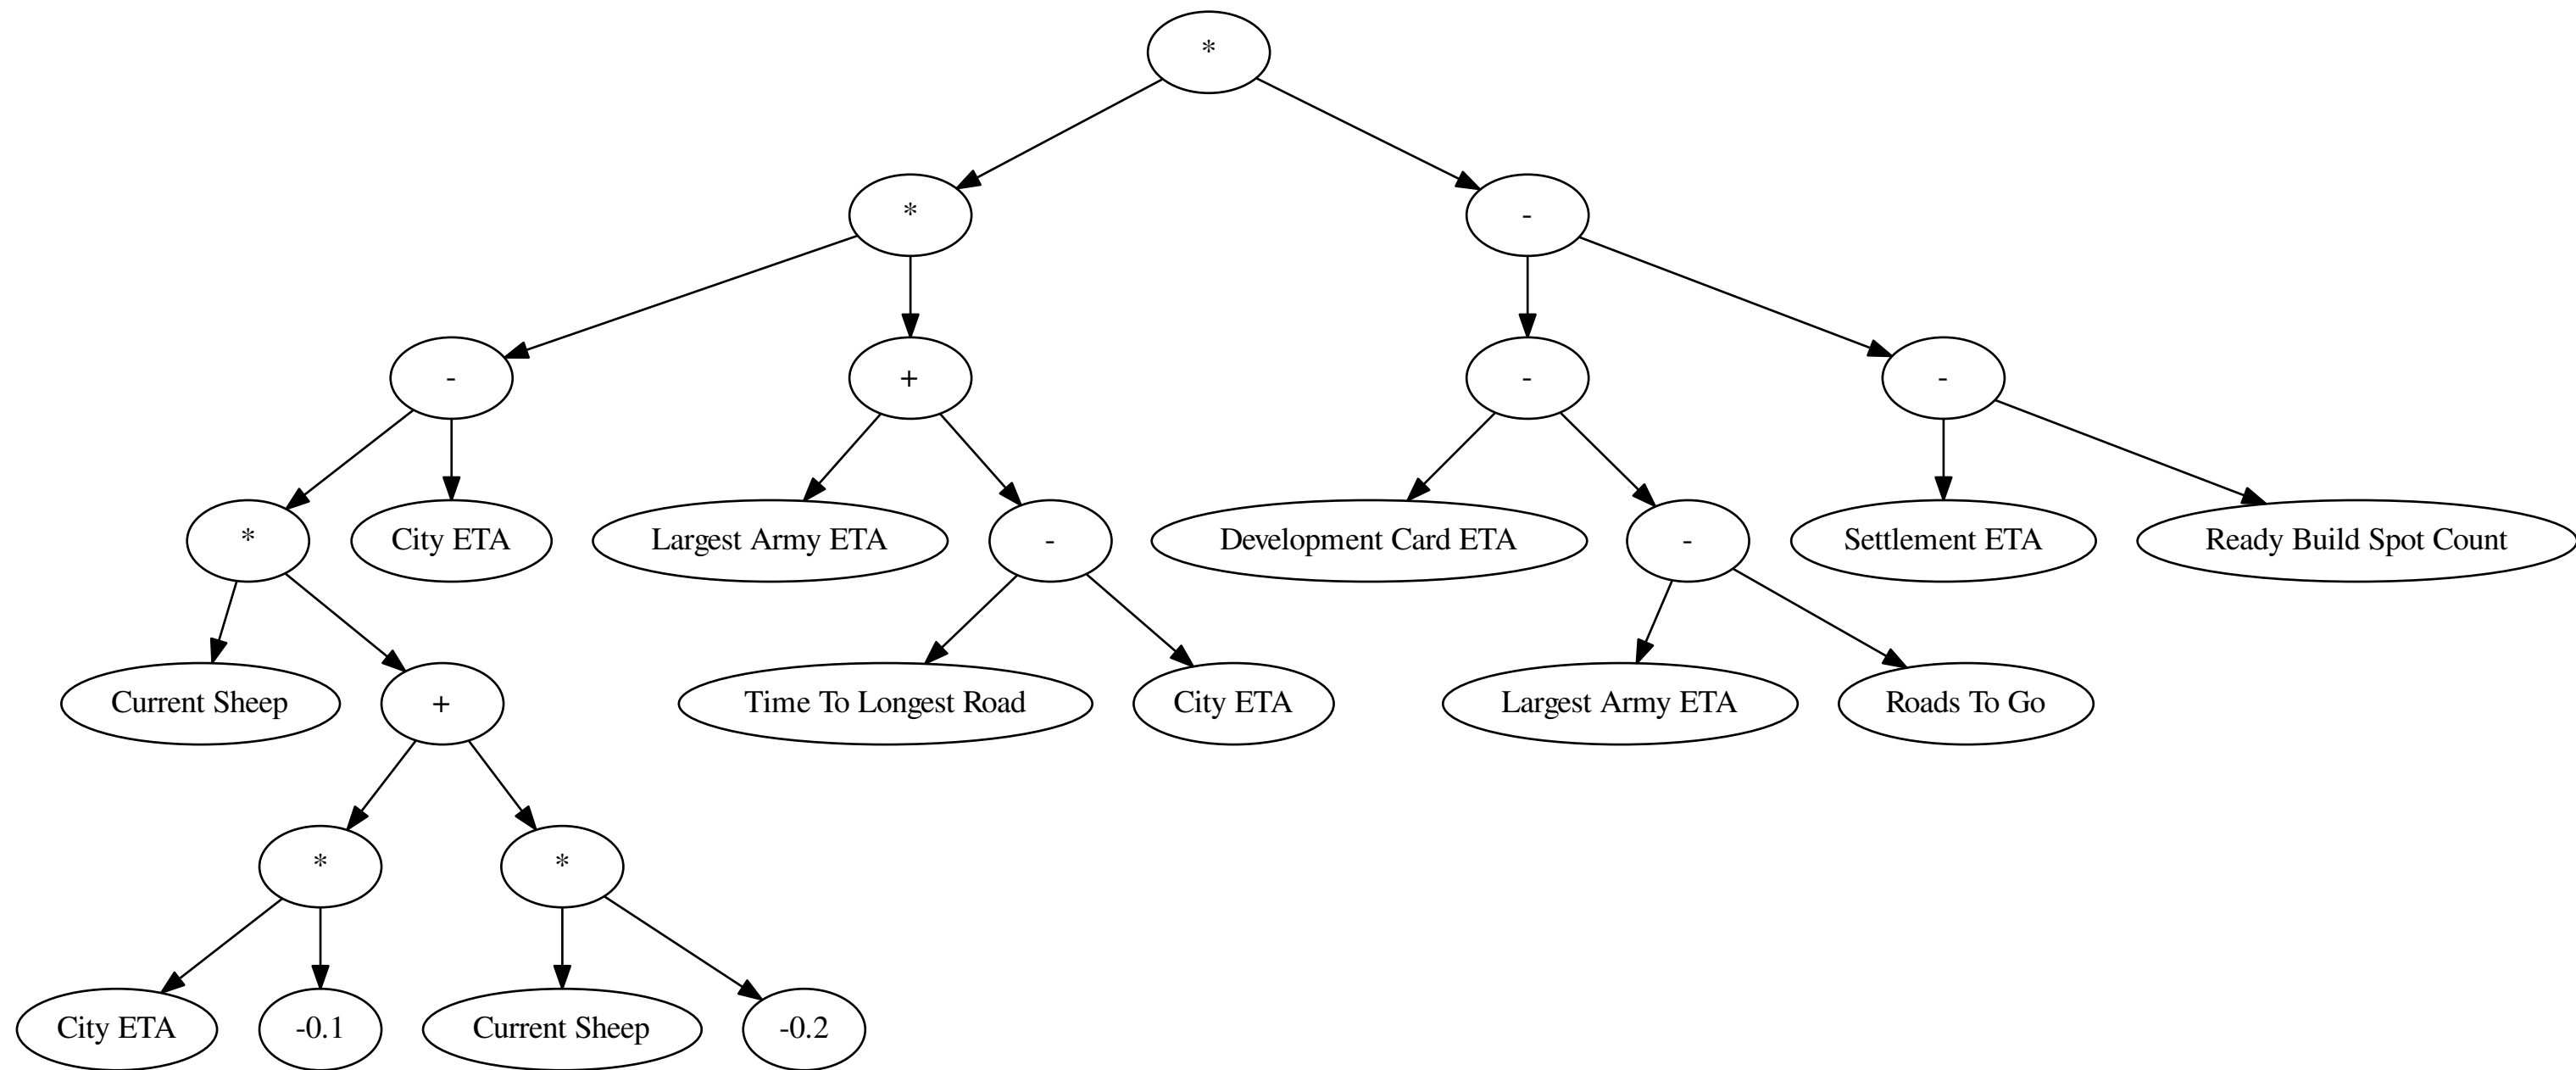 *
*
-
-
+
-
-
*
City ETA
Largest Army ETA
-
Development Card ETA
-
Settlement ETA
Ready Build Spot Count
Current Sheep
+
Time To Longest Road
City ETA
Largest Army ETA
Roads To Go
*
*
City ETA
-0.1
Current Sheep
-0.2